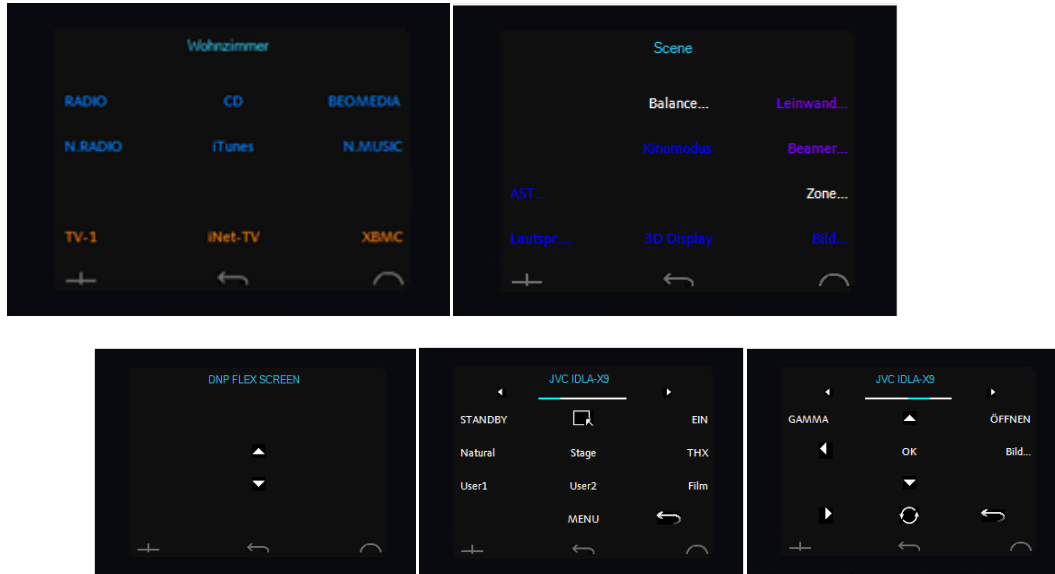 Wohnzimmer
RADIO CD BEOMEDIA
N.RADIO iTunes N.MUSIC
TV-1 iNet-TV XBMC
Scene
Balance... Leinwand...
Kinomodus Beamer...
AST... Zone...
Lautspr.... 3D Display Bild...
DNP FLEX SCREEN
JVC IDLA-X9
STANDBY EIN
Natural Stage THX
User1 User2 Film
MENU
JVC IDLA-X9
GAMMA ÖFFNEN
OK Bild...